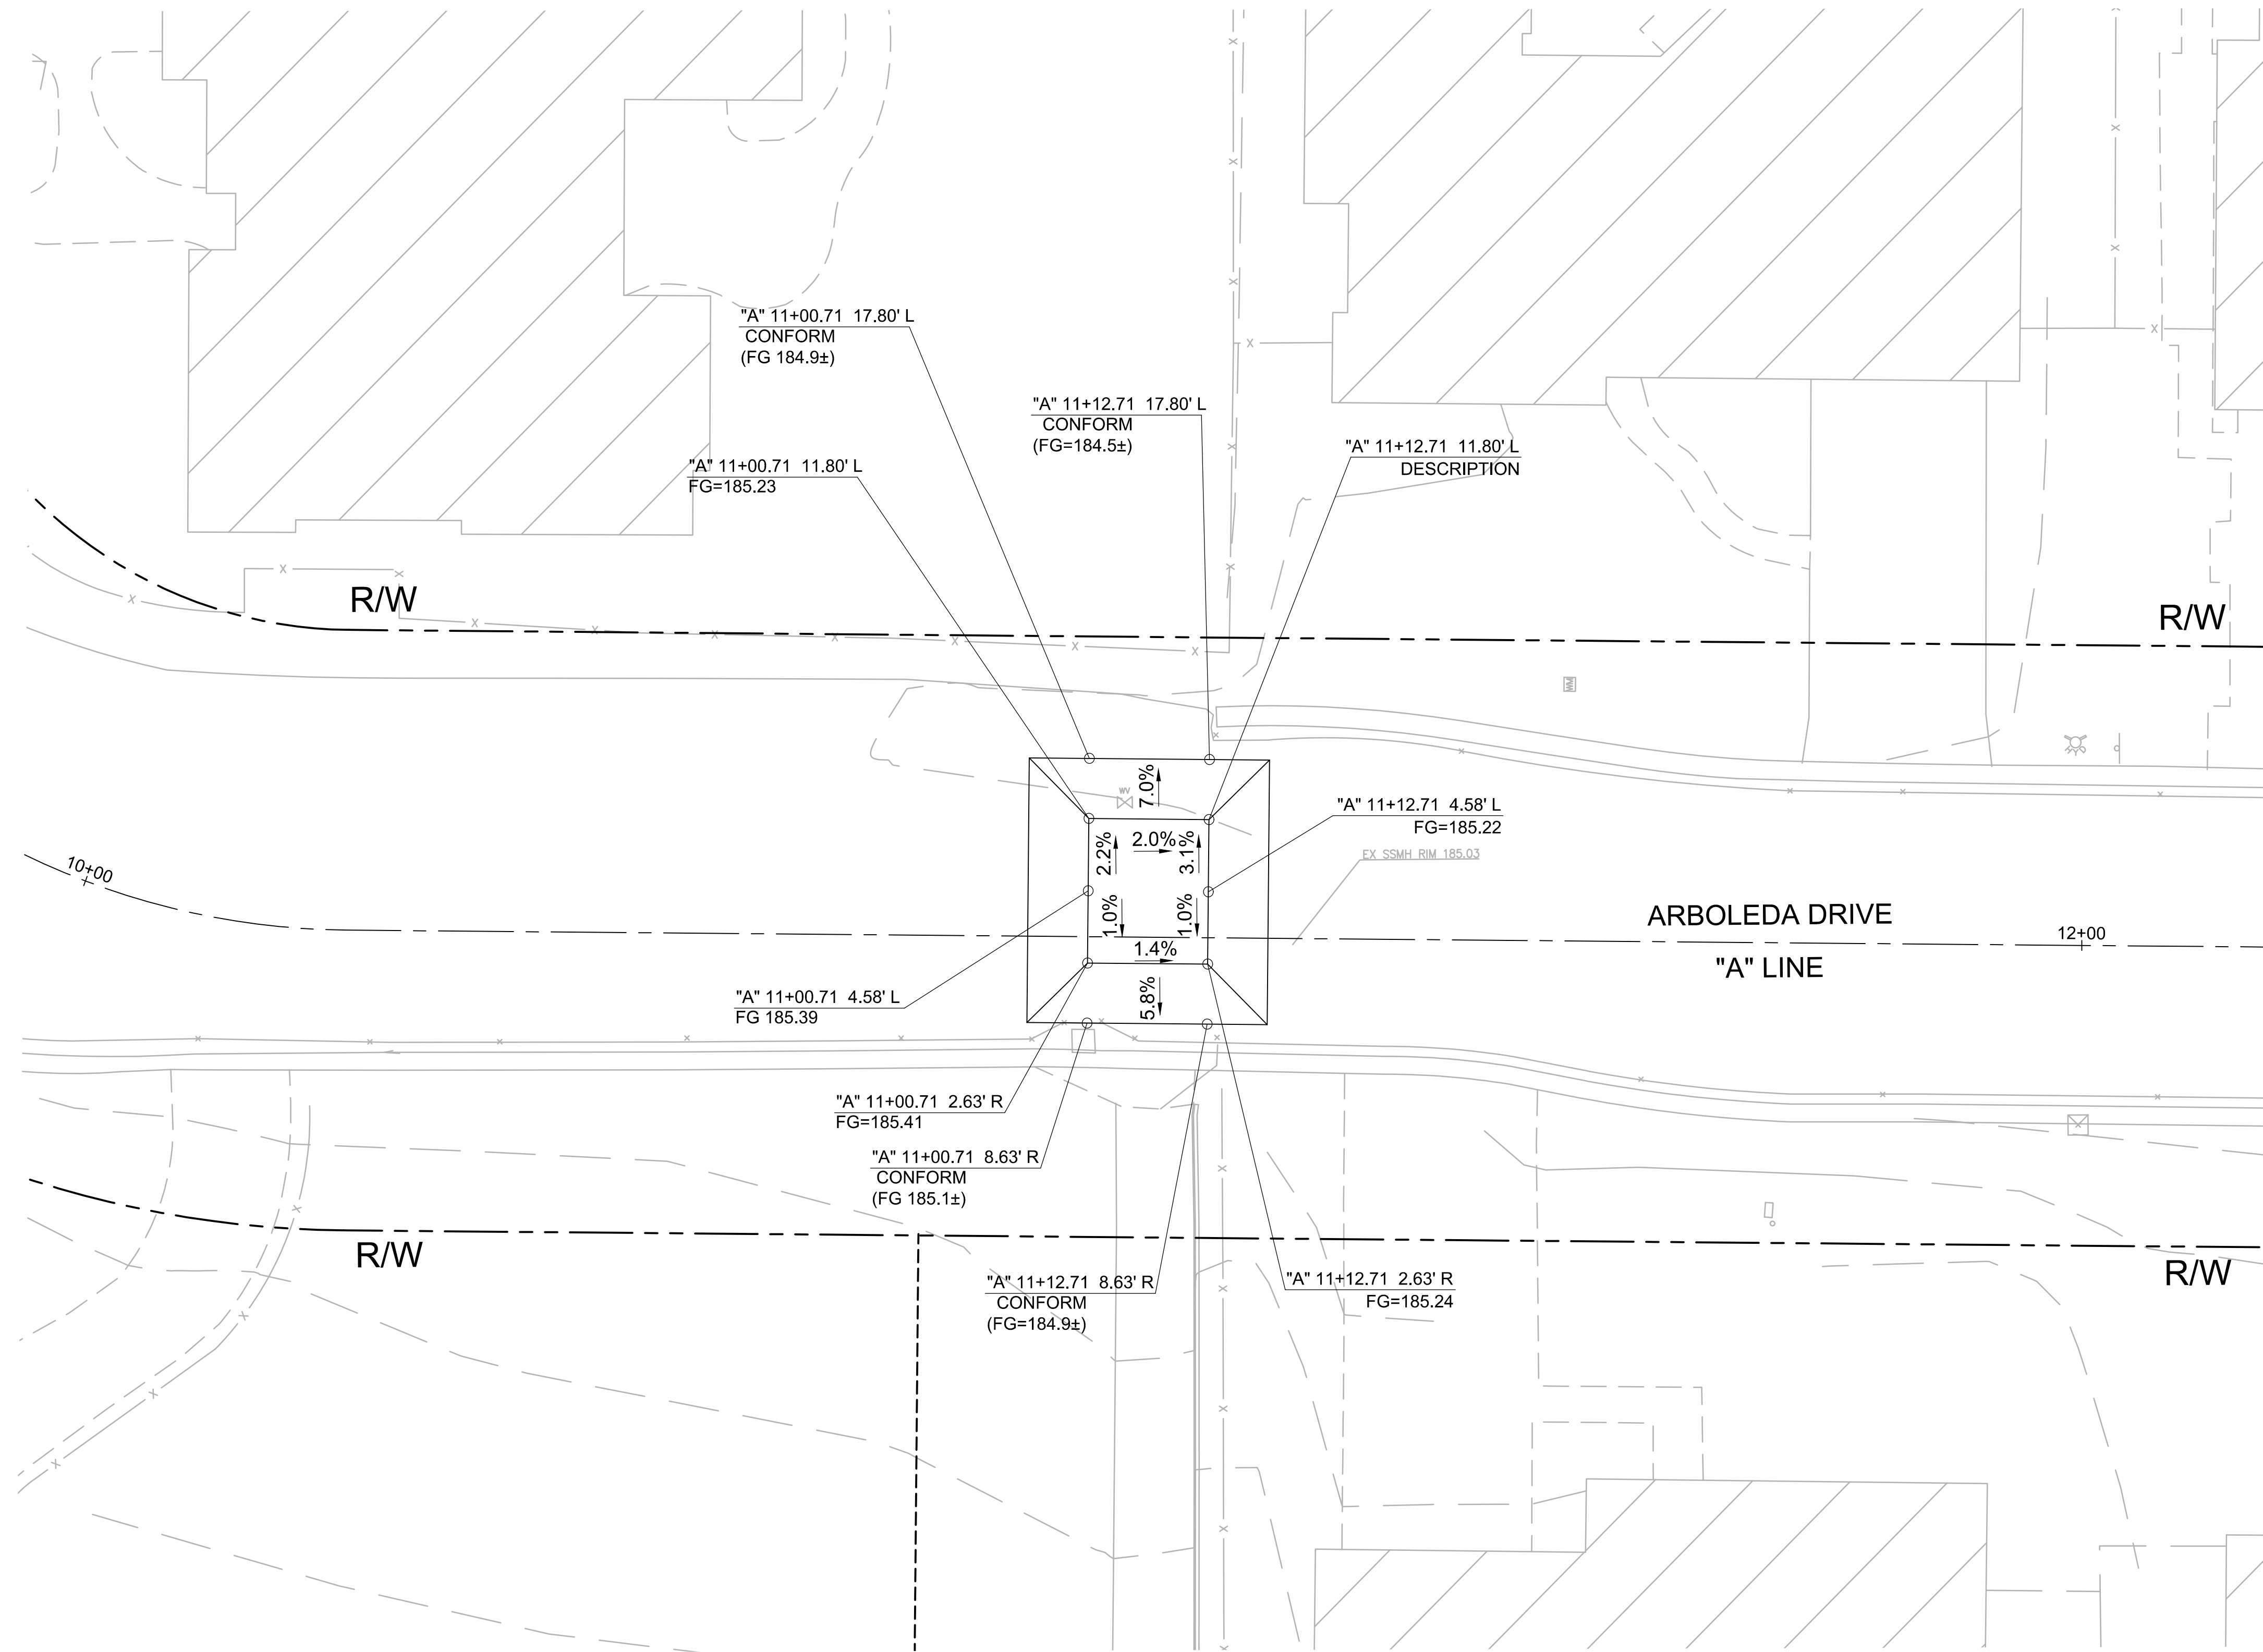 "A" 11+00.71 17.80' L
CONFORM
(FG 184.9±)
"A" 11+12.71 17.80' L
CONFORM
(FG=184.5±)
"A" 11+12.71 11.80' L
DESCRIPTION
"A" 11+00.71 11.80' L
FG=185.23
R/W
R/W
WM
WV
7.0%
"A" 11+12.71 4.58' L
FG=185.22
2.2%
2.0%
3.1%
EX SSMH RIM 185.03
10+00
1.0%
1.0%
ARBOLEDA DRIVE
12+00
1.4%
"A" LINE
5.8%
"A" 11+00.71 4.58' L
FG 185.39
"A" 11+00.71 2.63' R
FG=185.41
"A" 11+00.71 8.63' R
CONFORM
(FG 185.1±)
R/W
R/W
"A" 11+12.71 8.63' R
CONFORM
(FG=184.9±)
"A" 11+12.71 2.63' R
FG=185.24